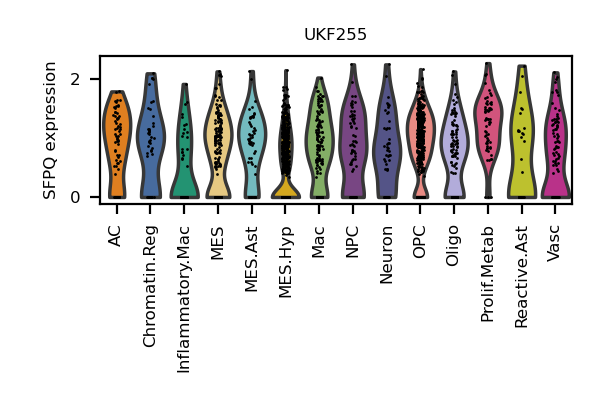 UKF255
SFPQ expression
2
0
AC
Chromatin.Reg
Inflammatory.Mac
MES
MES.Ast
MES.Hyp
Mac
NPC
Neuron
OPC
Oligo
Prolif.Metab
Reactive.Ast
Vasc